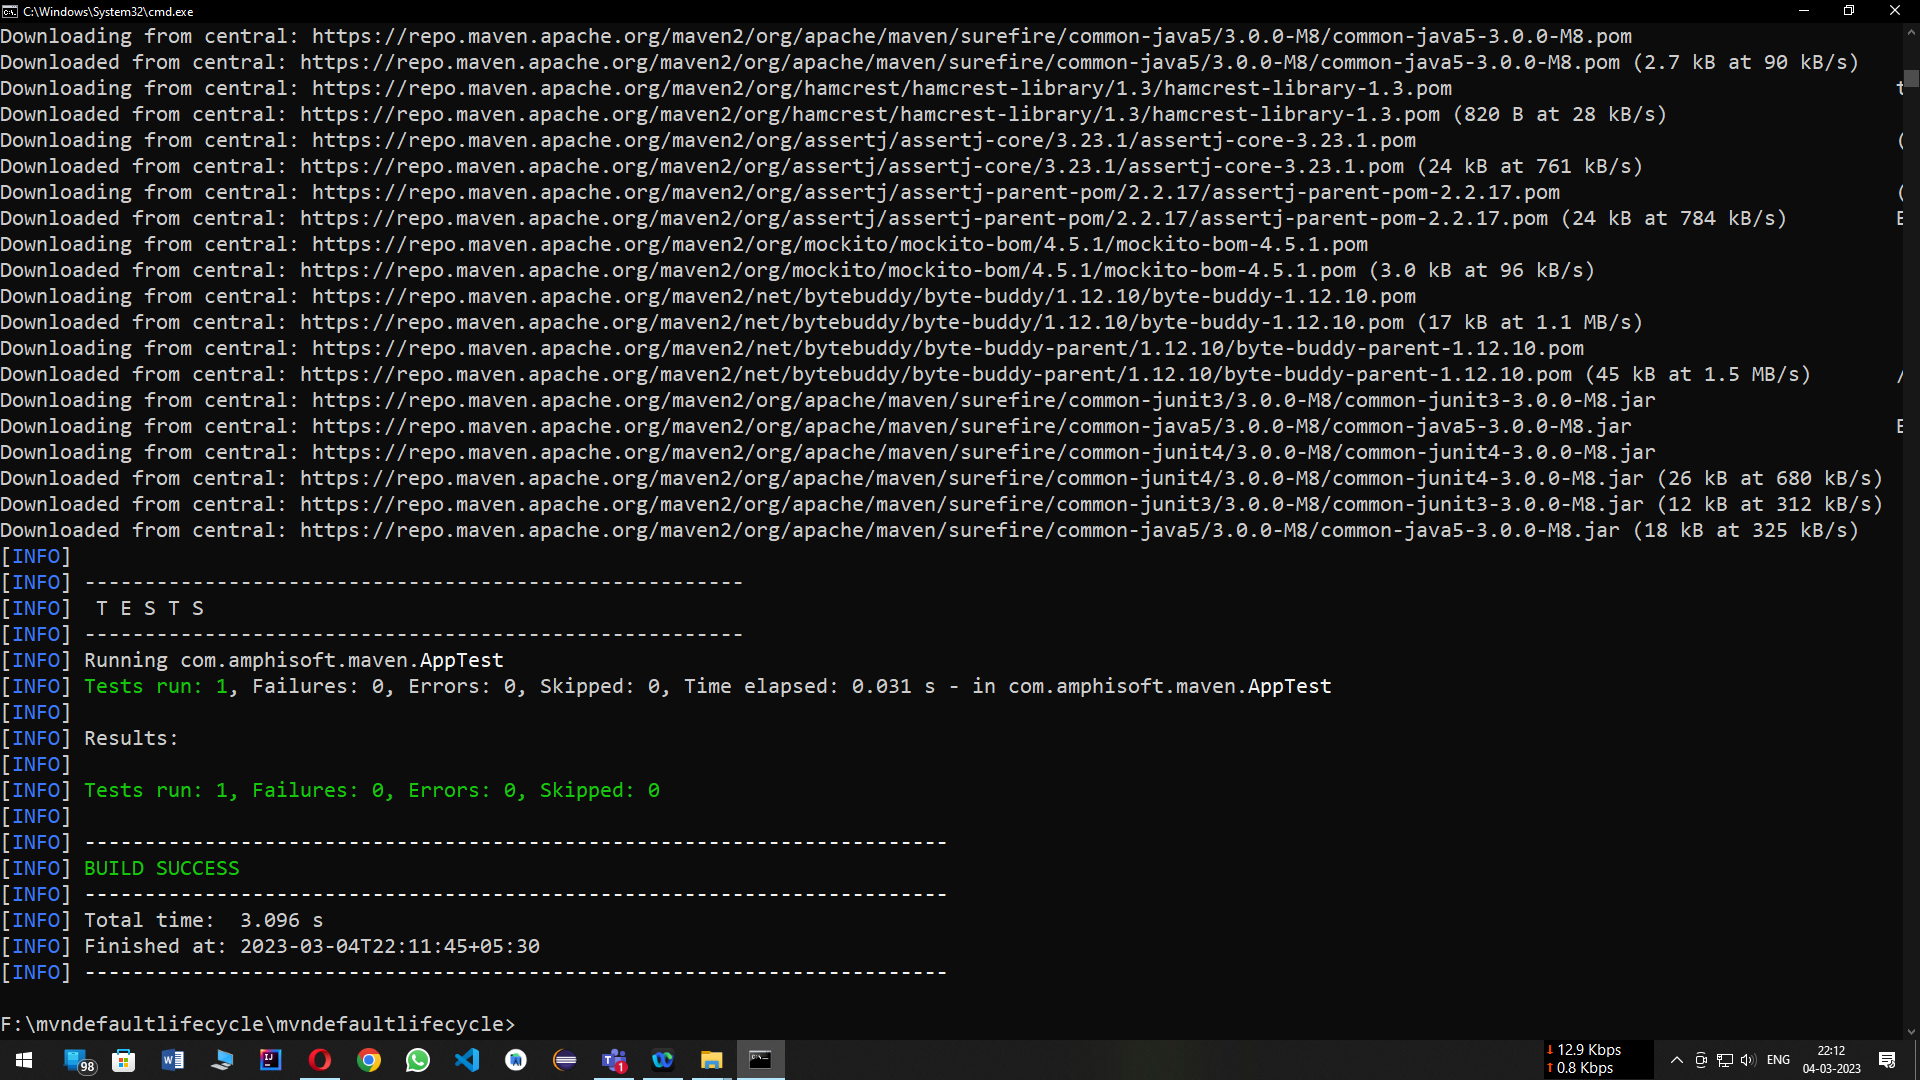 C:\Windows\System32\cmd.exe
Downloading from central: https://repo.maven.apache.org/maven2/org/apache/maven/surefire/common-java5/3.0.0-M8/common-java5-3.0.0-M8.pom
Downloaded from central: https://repo.maven.apache.org/maven2/org/apache/maven/surefire/common-java5/3.0.0-M8/common-java5-3.0.0-M8.pom (2.7 kB at 90 kB/s)
Downloading from central: https://repo.maven.apache.org/maven2/org/hamcrest/hamcrest-library/1.3/hamcrest-library-1.3.pom t
Downloaded from central: https://repo.maven.apache.org/maven2/org/hamcrest/hamcrest-library/1.3/hamcrest-library-1.3.pom (820 B at 28 kB/s)
Downloading from central: https://repo.maven.apache.org/maven2/org/assertj/assertj-core/3.23.1/assertj-core-3.23.1.pom (
Downloaded from central: https://repo.maven.apache.org/maven2/org/assertj/assertj-core/3.23.1/assertj-core-3.23.1.pom (24 kB at 761 kB/s)
Downloading from central: https://repo.maven.apache.org/maven2/org/assertj/assertj-parent-pom/2.2.17/assertj-parent-pom-2.2.17.pom (
Downloaded from central: https://repo.maven.apache.org/maven2/org/assertj/assertj-parent-pom/2.2.17/assertj-parent-pom-2.2.17.pom (24 kB at 784 kB/s)
Downloading from central: https://repo.maven.apache.org/maven2/org/mockito/mockito-bom/4.5.1/mockito-bom-4.5.1.pom
Downloaded from central: https://repo.maven.apache.org/maven2/org/mockito/mockito-bom/4.5.1/mockito-bom-4.5.1.pom (3.0 kB at 96 kB/s)
Downloading from central: https://repo.maven.apache.org/maven2/net/bytebuddy/byte-buddy/1.12.10/byte-buddy-1.12.10.pom
Downloaded from central: https://repo.maven.apache.org/maven2/net/bytebuddy/byte-buddy/1.12.10/byte-buddy-1.12.10.pom (17 kB at 1.1 MB/s)
Downloading from central: https://repo.maven.apache.org/maven2/net/bytebuddy/byte-buddy-parent/1.12.10/byte-buddy-parent-1.12.10.pom
Downloaded from central: https://repo.maven.apache.org/maven2/net/bytebuddy/byte-buddy-parent/1.12.10/byte-buddy-parent-1.12.10.pom (45 kB at 1.5 MB/s) /
Downloading from central: https://repo.maven.apache.org/maven2/org/apache/maven/surefire/common-junit3/3.0.0-M8/common-junit3-3.0.0-M8.jar
Downloading from central: https://repo.maven.apache.org/maven2/org/apache/maven/surefire/common-java5/3.0.0-M8/common-java5-3.0.0-M8.jar
Downloading from central: https://repo.maven.apache.org/maven2/org/apache/maven/surefire/common-junit4/3.0.0-M8/common-junit4-3.0.0-M8.jar
Downloaded from central: https://repo.maven.apache.org/maven2/org/apache/maven/surefire/common-junit4/3.0.0-M8/common-junit4-3.0.0-M8.jar (26 kB at 680 kB/s)
Downloaded from central: https://repo.maven.apache.org/maven2/org/apache/maven/surefire/common-junit3/3.0.0-M8/common-junit3-3.0.0-M8.jar (12 kB at 312 kB/s)
Downloaded from central: https://repo.maven.apache.org/maven2/org/apache/maven/surefire/common-java5/3.0.0-M8/common-java5-3.0.0-M8.jar (18 kB at 325 kB/s)
[INFO]
[INFO] -------------------------------------------------------
[INFO]  T E S T S
[INFO] -------------------------------------------------------
[INFO] Running com.amphisoft.maven.AppTest
[INFO] Tests run: 1, Failures: 0, Errors: 0, Skipped: 0, Time elapsed: 0.031 s - in com.amphisoft.maven.AppTest
[INFO]
[INFO] Results:
[INFO]
[INFO] Tests run: 1, Failures: 0, Errors: 0, Skipped: 0
[INFO]
[INFO] ------------------------------------------------------------------------
[INFO] BUILD SUCCESS
[INFO] ------------------------------------------------------------------------
[INFO] Total time:  3.096 s
[INFO] Finished at: 2023-03-04T22:11:45+05:30
[INFO] ------------------------------------------------------------------------
F:\mvndefaultlifecycle\mvndefaultlifecycle>
98
1
12.9 Kbps
0.8 Kbps
ENG
22:12
04-03-2023